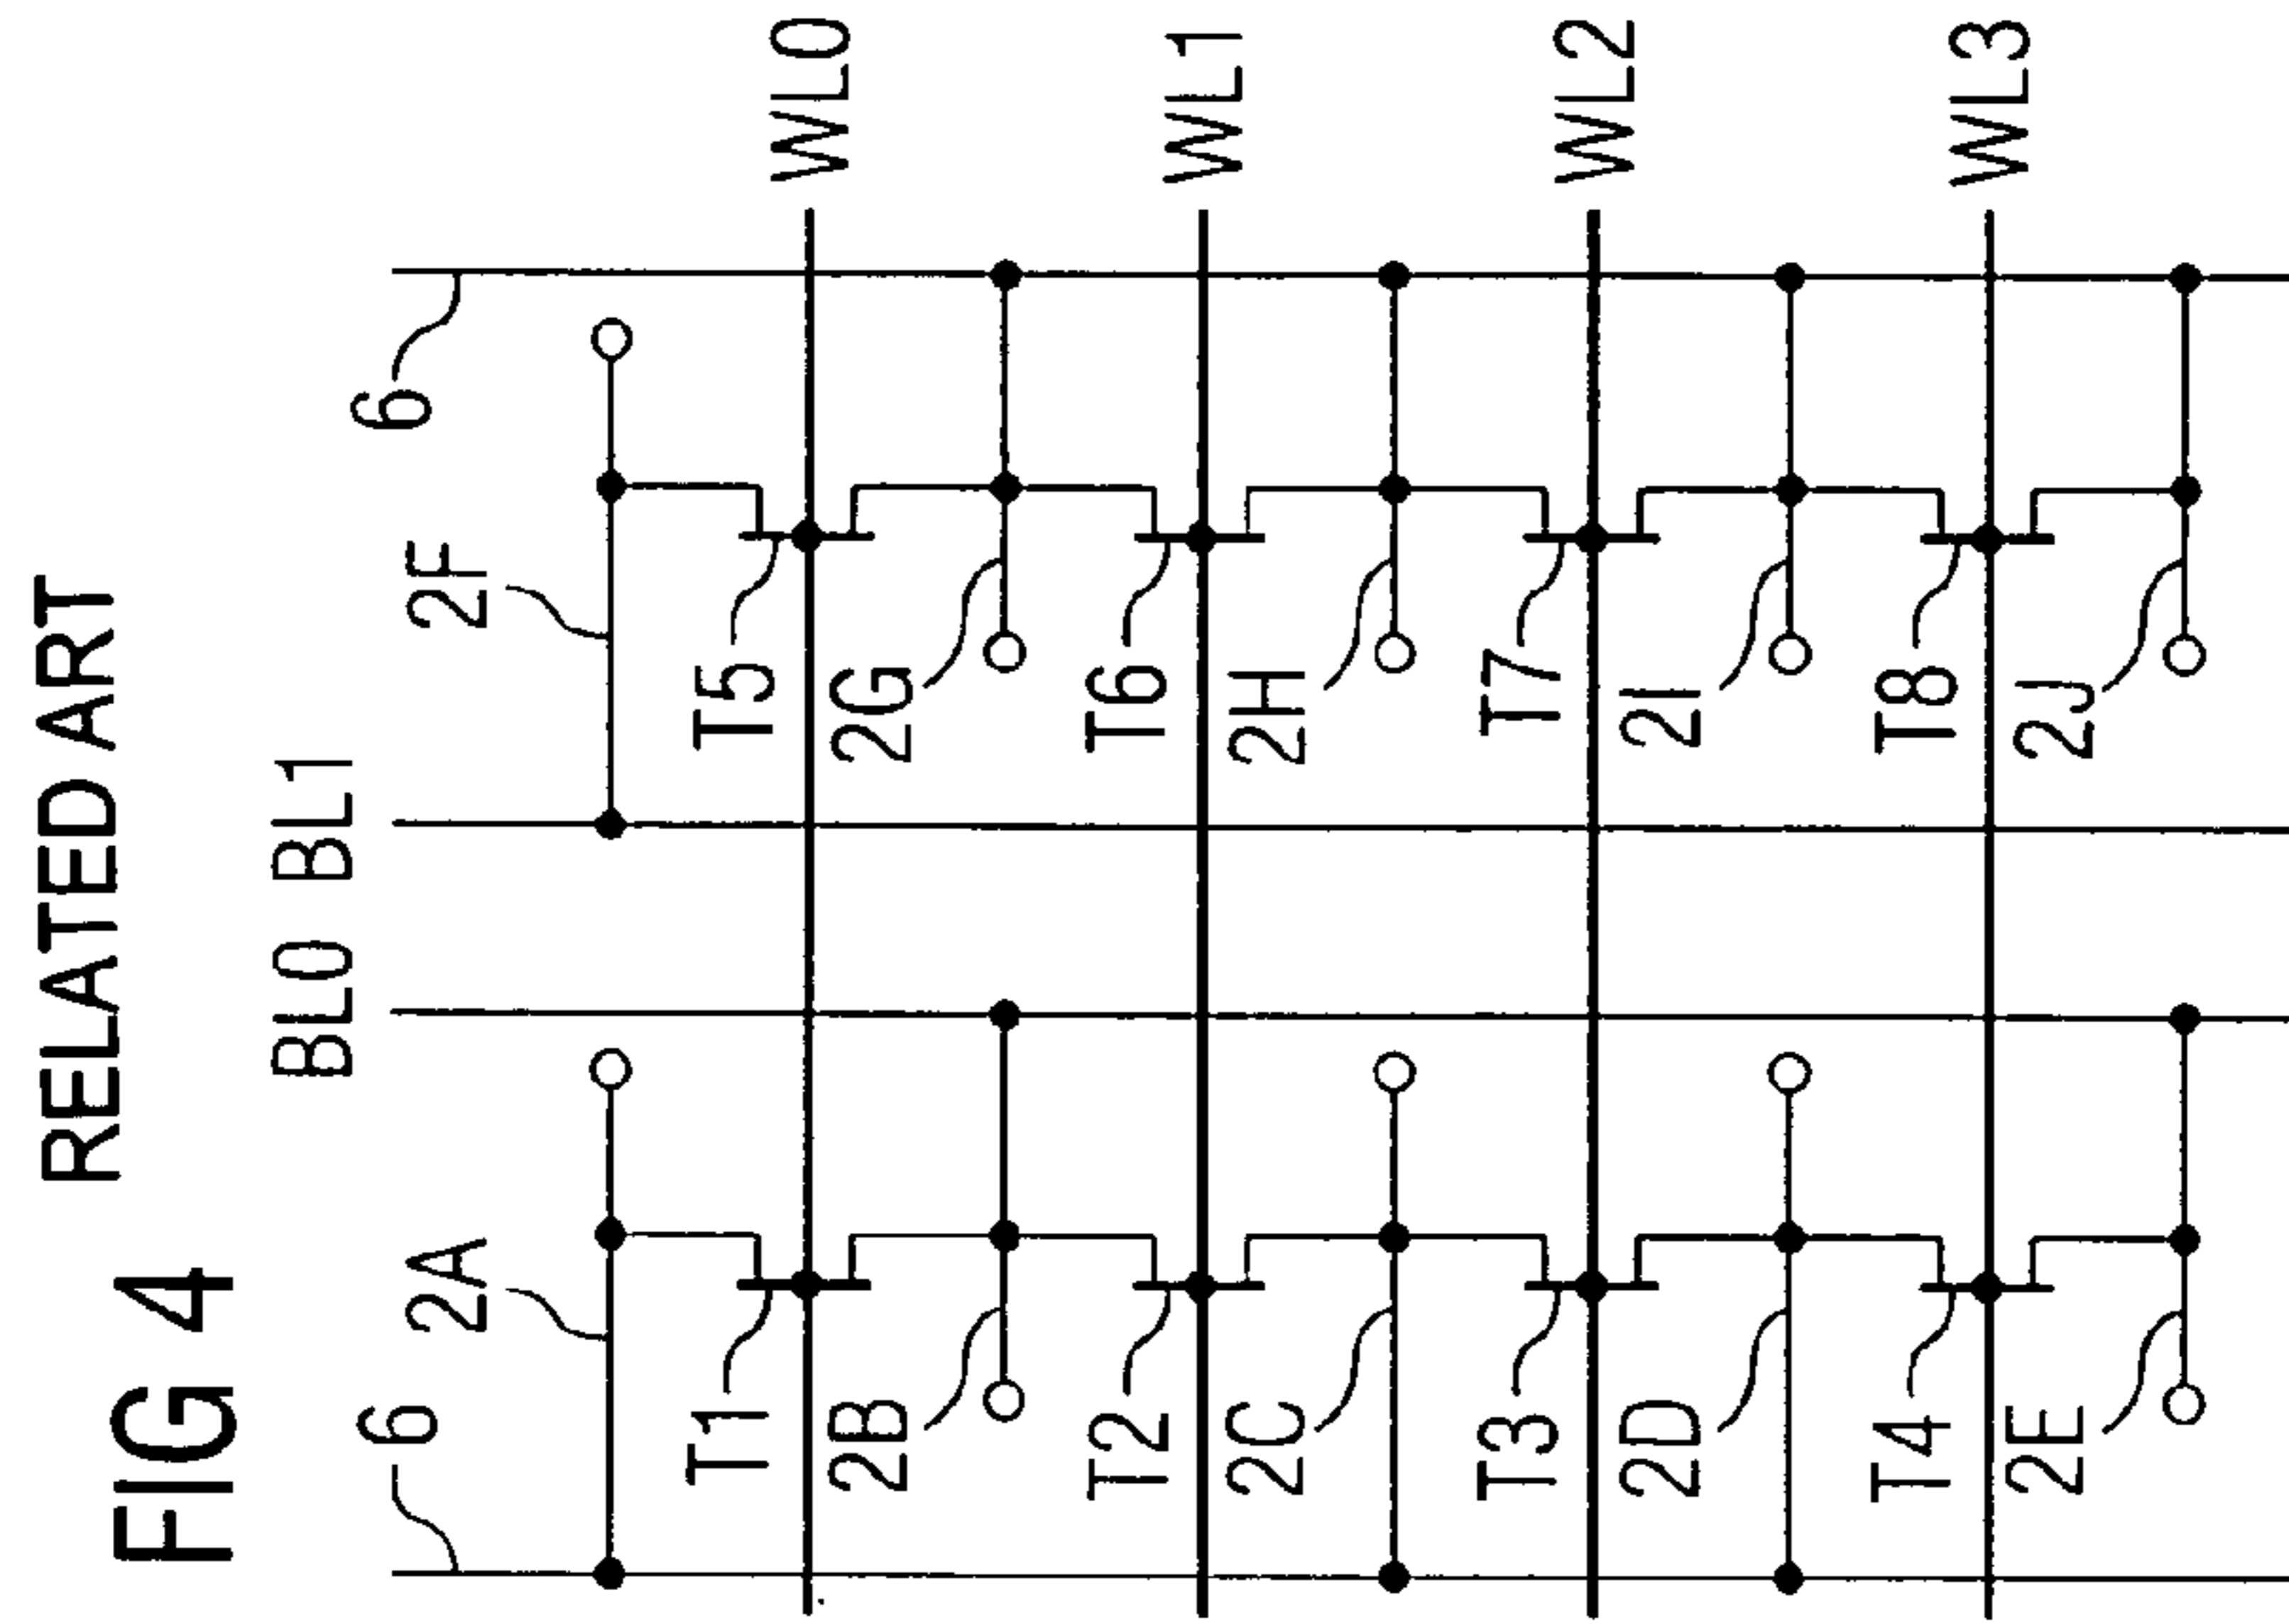 FIG 4
RELATED ART
6
2A
BL0
BL1
2F
6
T1
T5
WL0
2B
2G
T2
T6
WL1
2C
2H
T3
T7
WL2
2D
2I
T4
T8
WL3
2E
2J